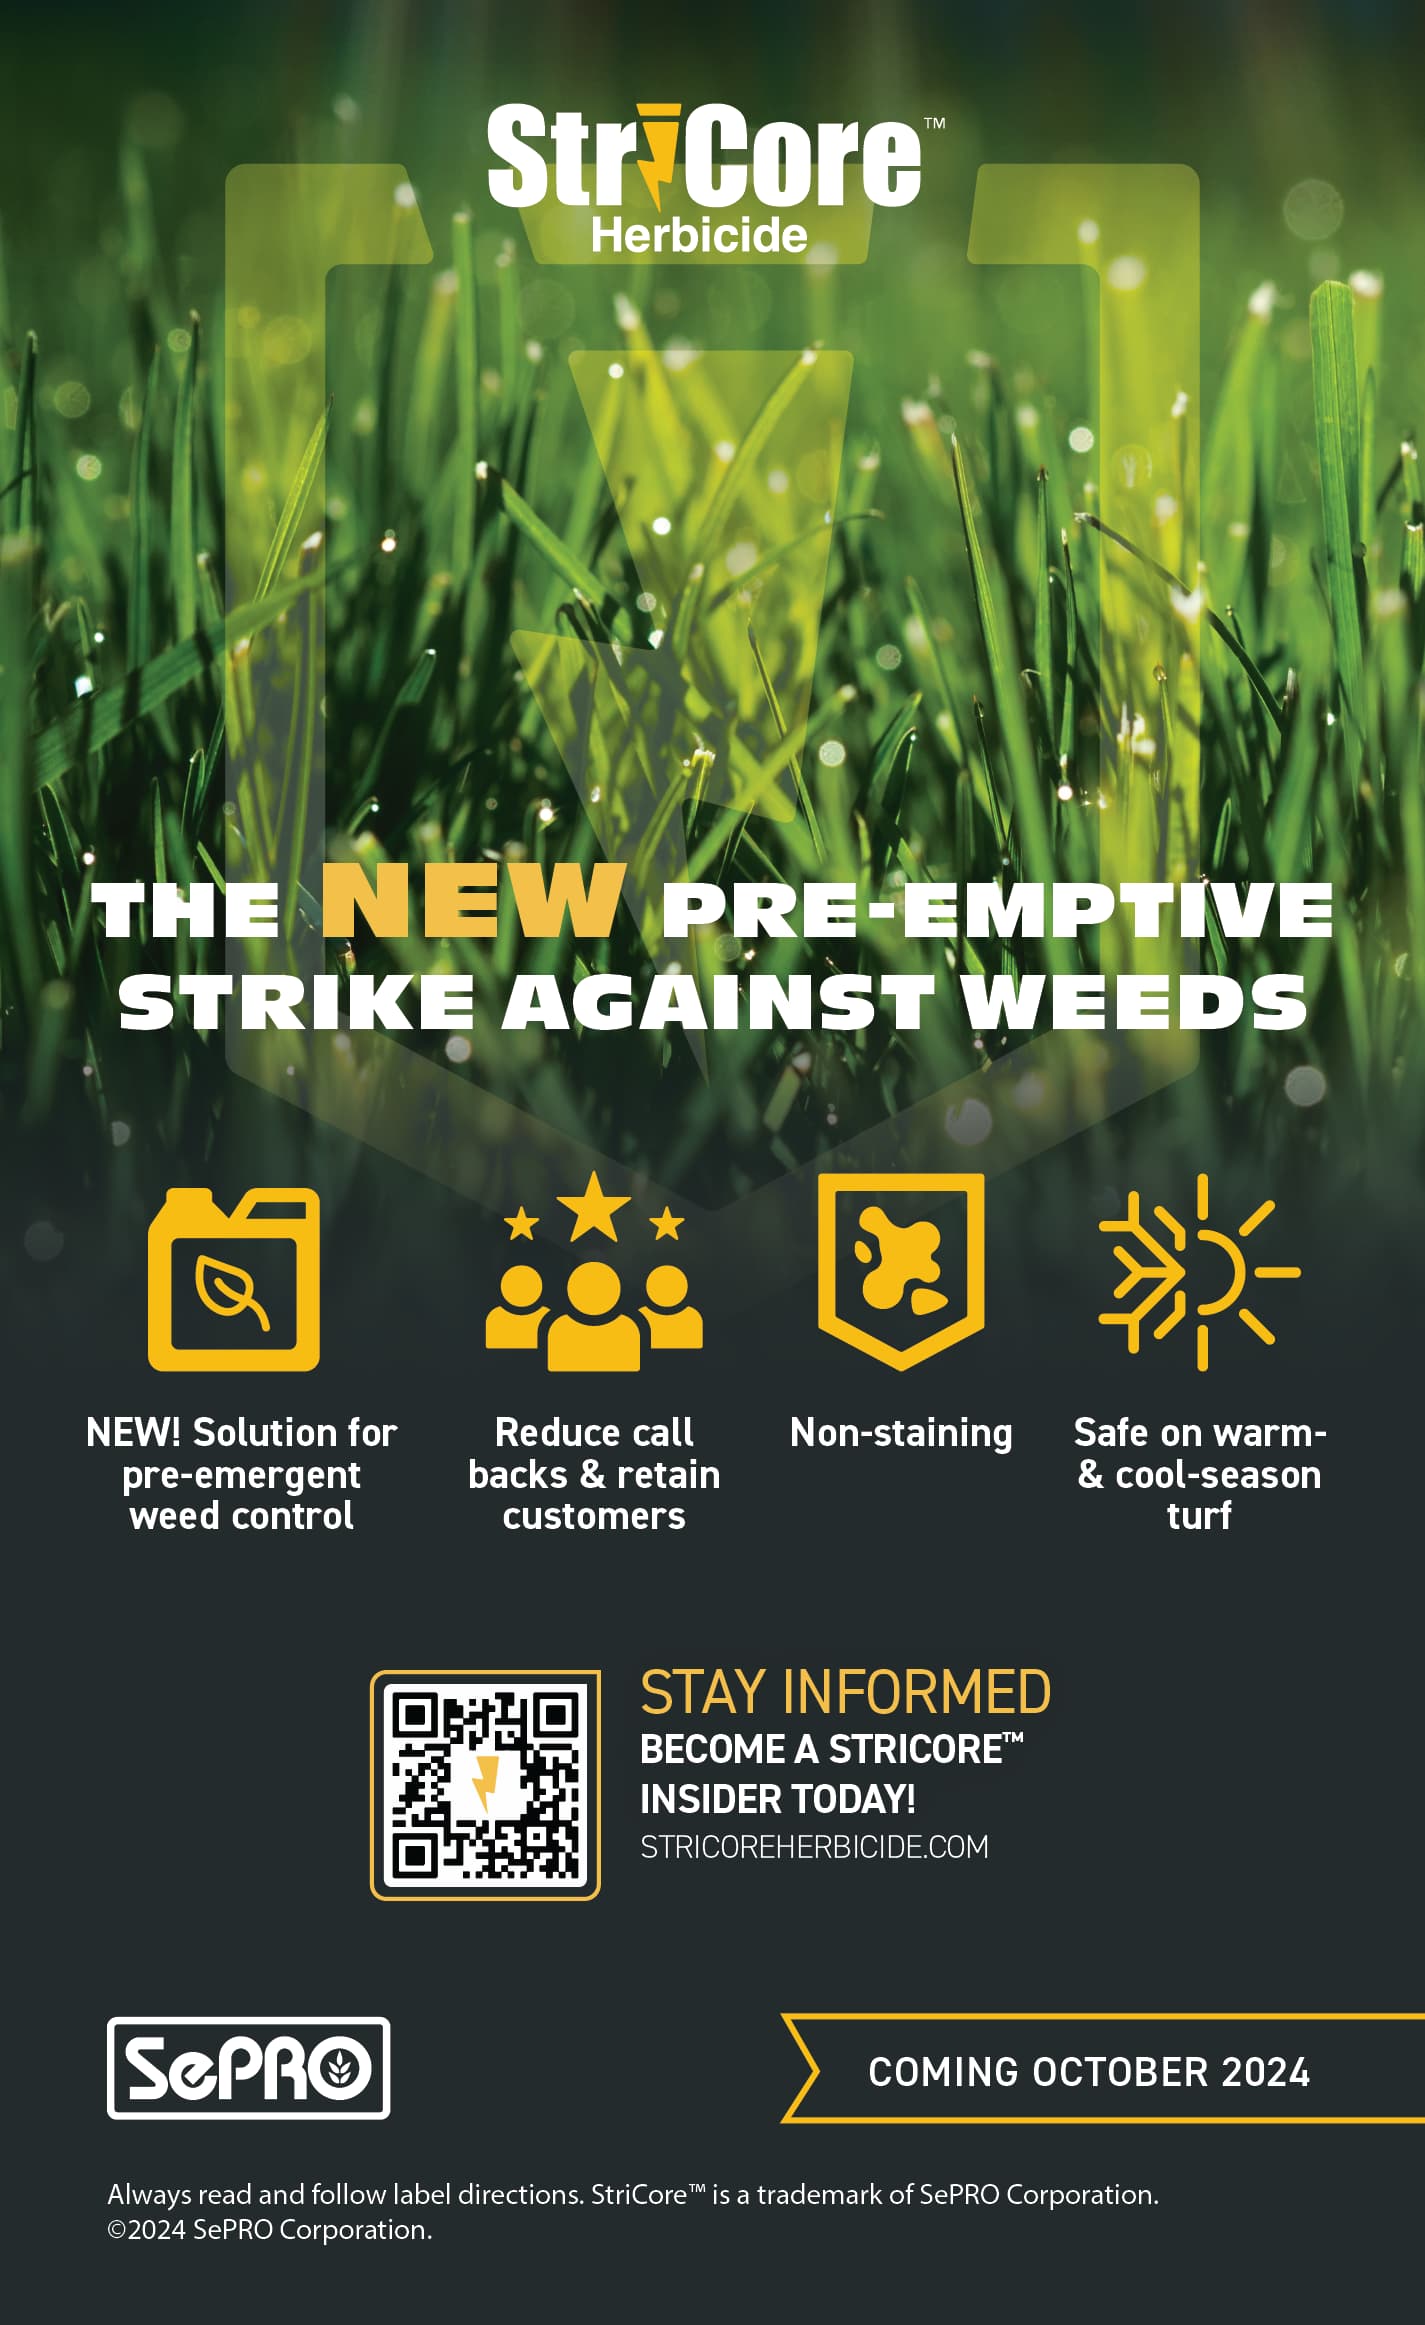 StriCore™
Herbicide
THE NEW PRE-EMPTIVE
STRIKE AGAINST WEEDS
NEW! Solution for
pre-emergent
weed control
Reduce call
backs & retain
customers
Non-staining
Safe on warm-
& cool-season
turf
STAY INFORMED
BECOME A STRICORE™
INSIDER TODAY!
STRICOREHERBICIDE.COM
SePRO
COMING OCTOBER 2024
Always read and follow label directions. StriCore™ is a trademark of SePRO Corporation.
©2024 SePRO Corporation.